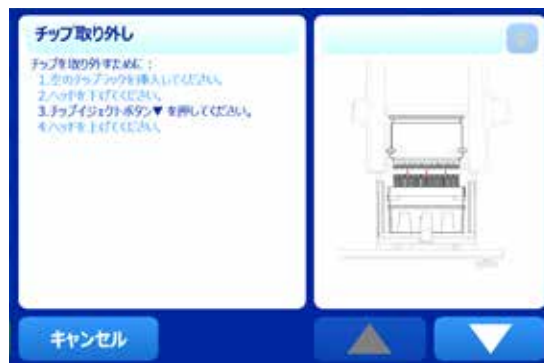 チップ取り外し
チップを取り外すために：
1.空のチップラックを挿入してください。
2.ヘッドを下げてください。
3.チップイジェクトボタン▼ を押してください。
4.ヘッドを上げてください。
キャンセル